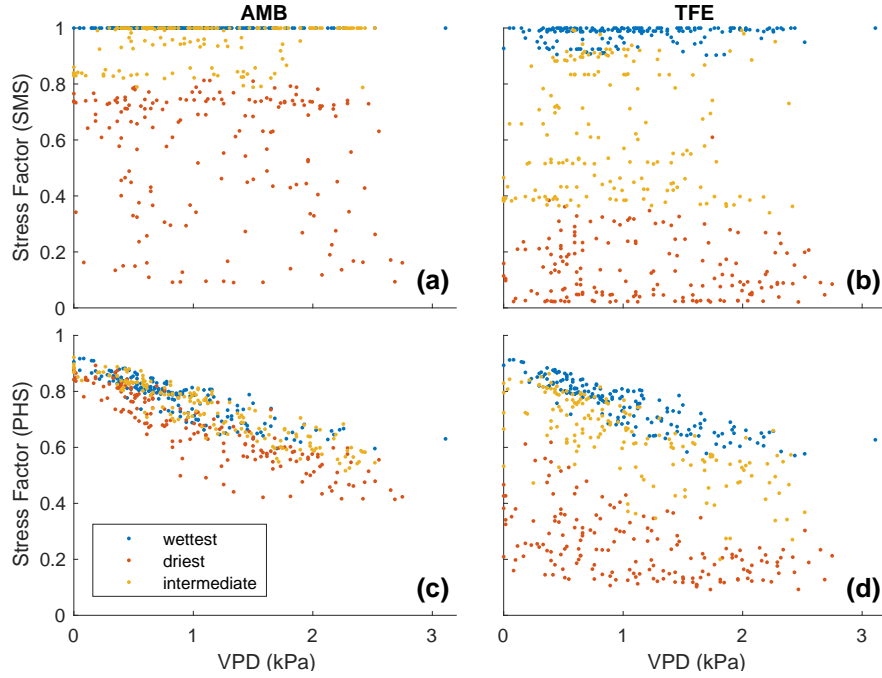 AMB
TFE
Stress Factor (SMS)
1
0.8
0.6
0.4
0.2
0
(a)
(b)
Stress Factor (PHS)
1
0.8
0.6
0.4
0.2
0
wettest
driest
intermediate
(c)
(d)
0 1 2 3
0 1 2 3
VPD (kPa)
VPD (kPa)